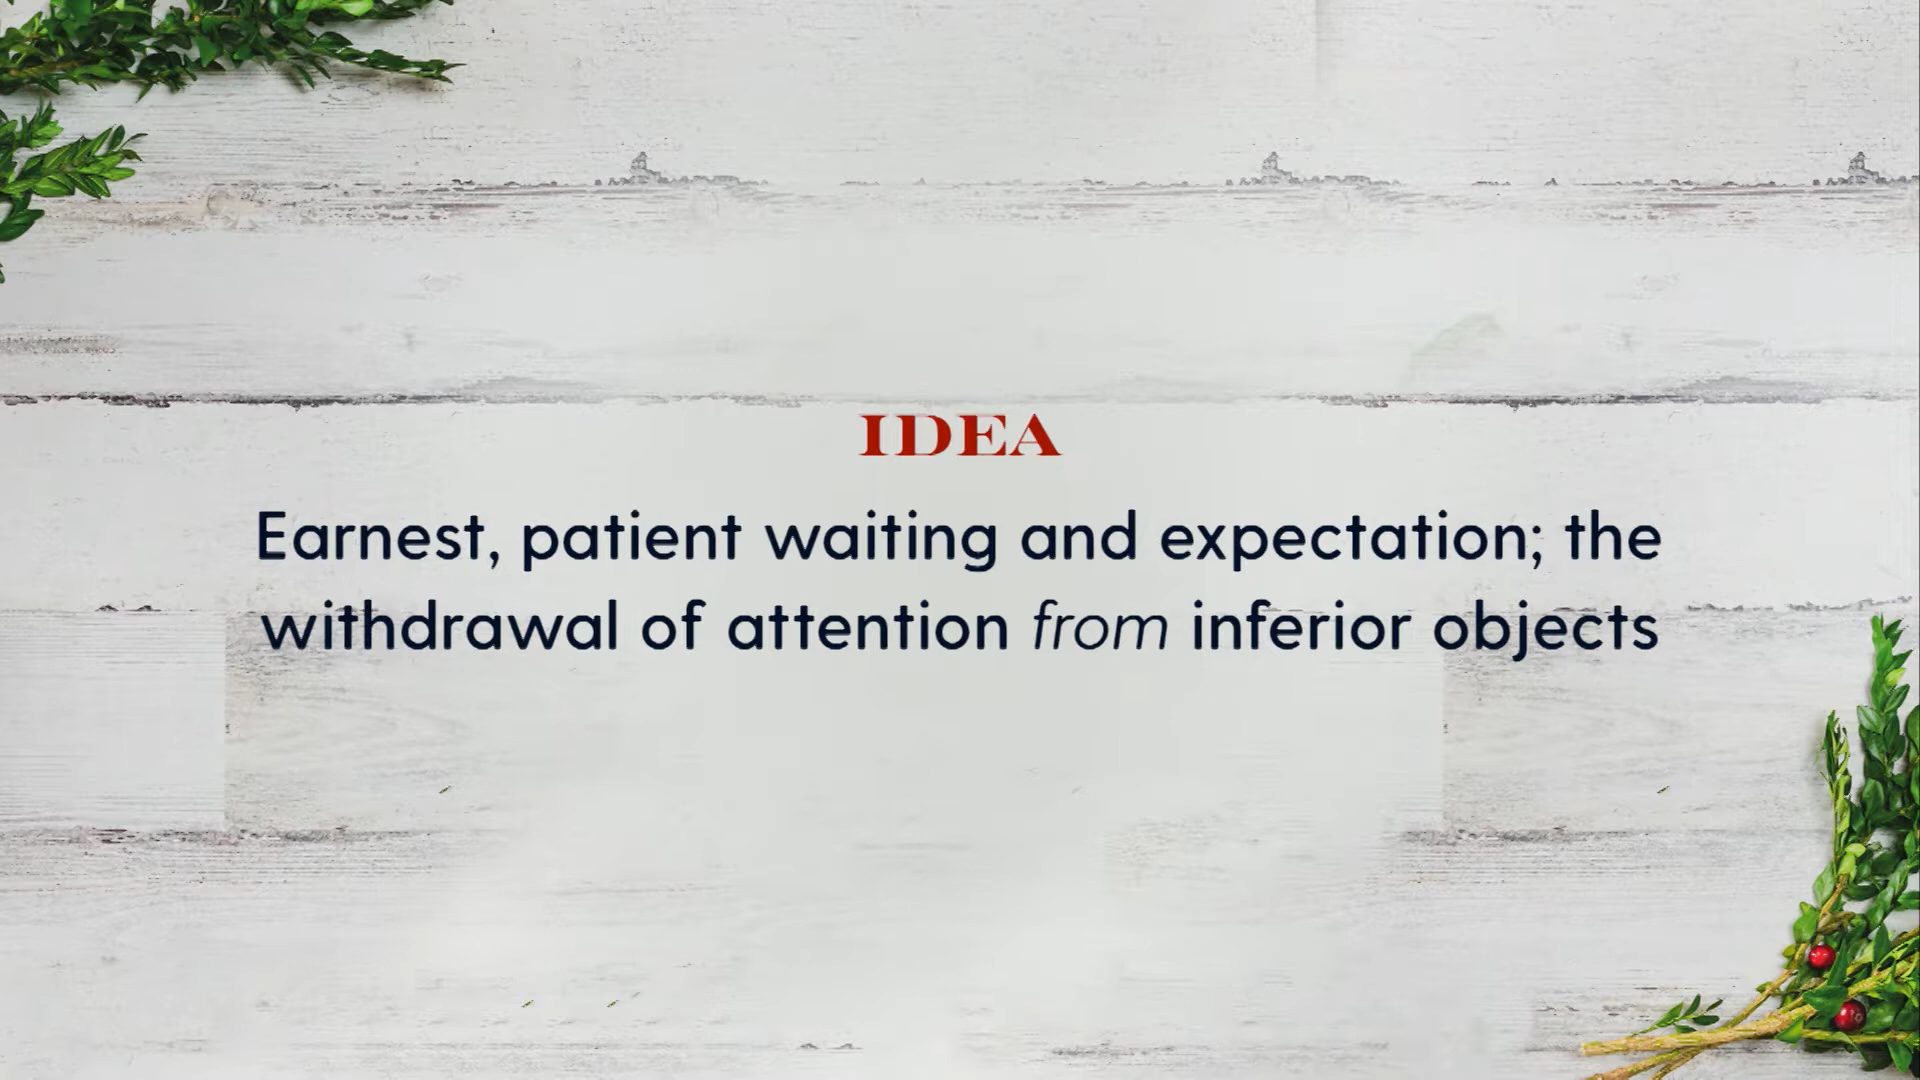 IDEA
Earnest, patient waiting and expectation; the
withdrawal of attention from inferior objects